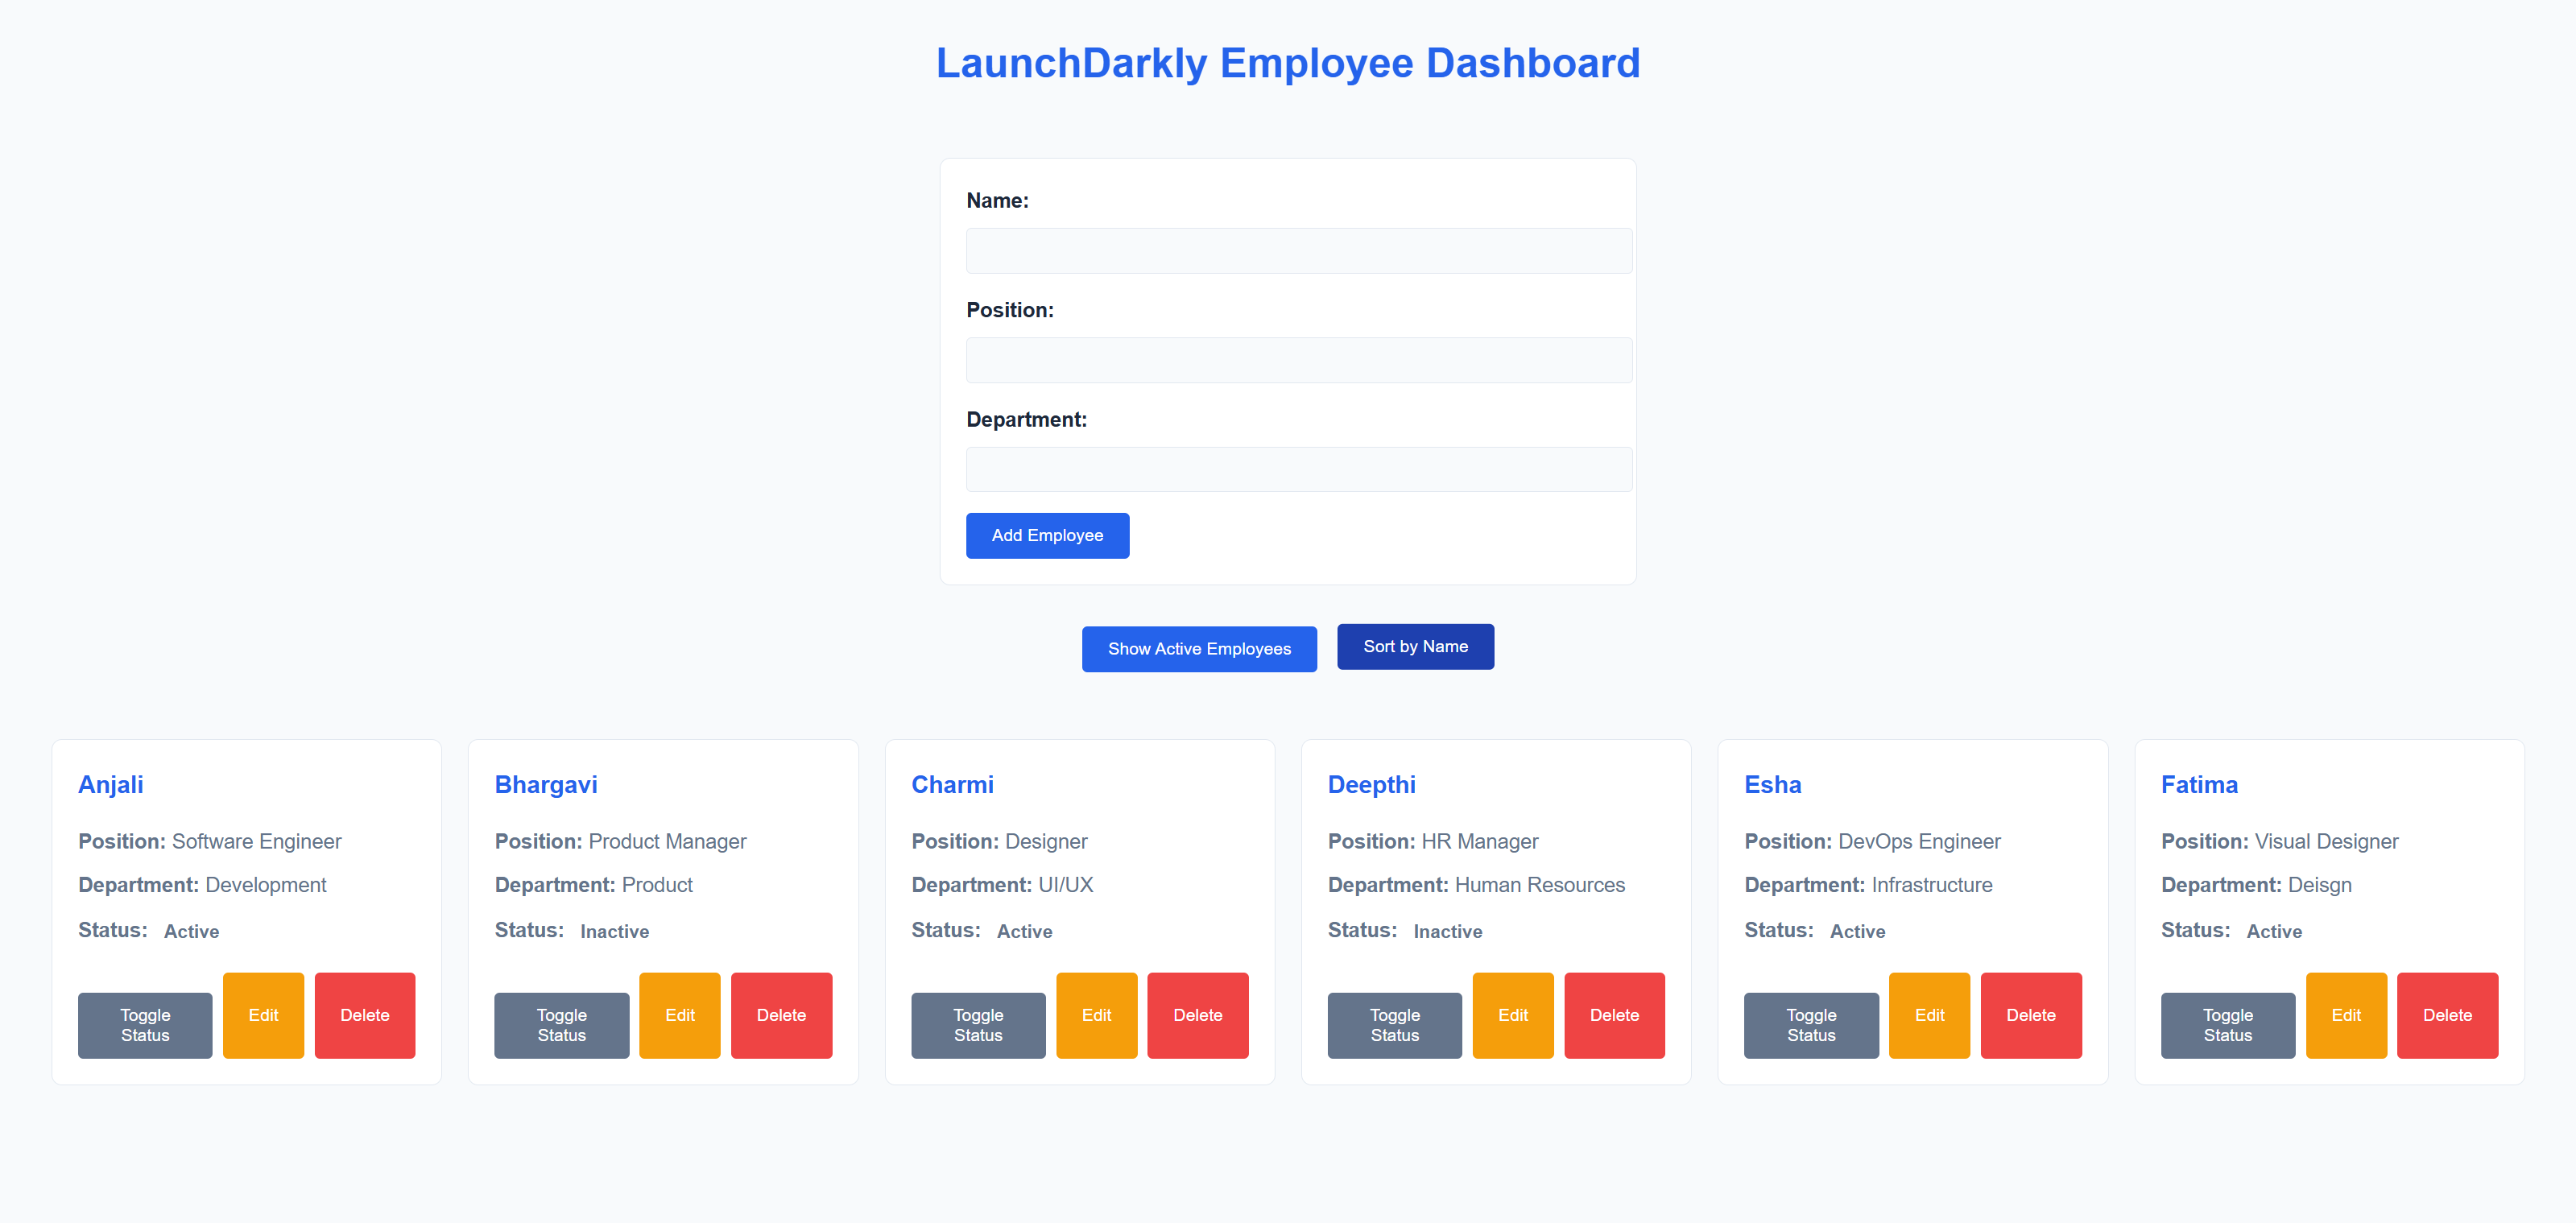 LaunchDarkly Employee Dashboard
Name:
Position:
Department:
Add Employee
Show Active Employees
Sort by Name
Anjali
Position: Software Engineer
Department: Development
Status: Active
Toggle
Status
Edit
Delete
Bhargavi
Position: Product Manager
Department: Product
Status: Inactive
Toggle
Status
Edit
Delete
Charmi
Position: Designer
Department: UI/UX
Status: Active
Toggle
Status
Edit
Delete
Deepthi
Position: HR Manager
Department: Human Resources
Status: Inactive
Toggle
Status
Edit
Delete
Esha
Position: DevOps Engineer
Department: Infrastructure
Status: Active
Toggle
Status
Edit
Delete
Fatima
Position: Visual Designer
Department: Deisgn
Status: Active
Toggle
Status
Edit
Delete